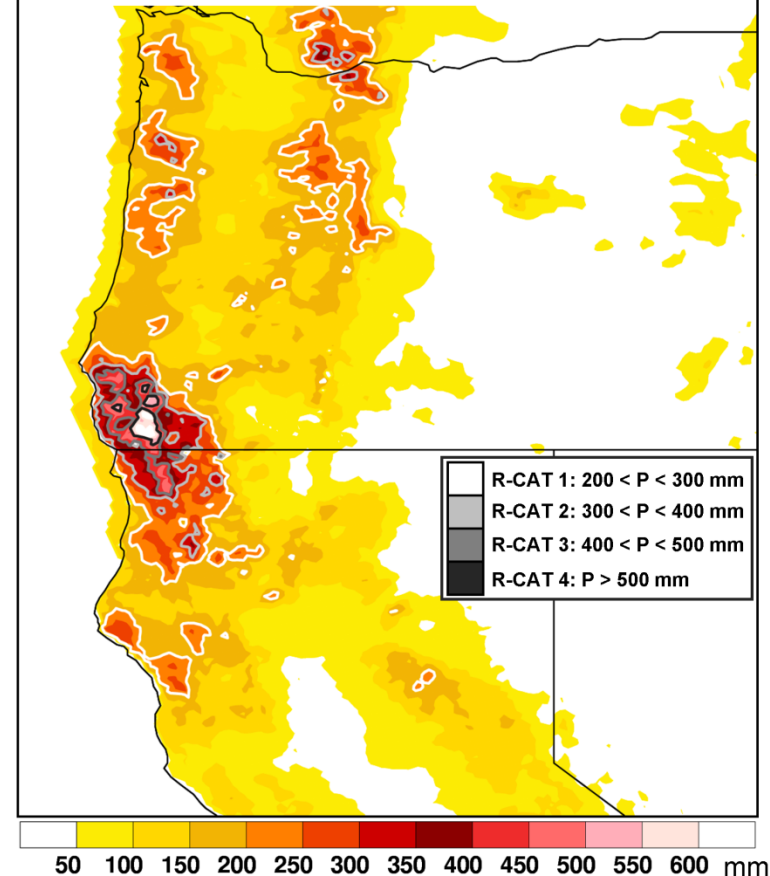 R-CAT 1: 200 < P < 300 mm
R-CAT 2: 300 < P < 400 mm
R-CAT 3: 400 < P < 500 mm
R-CAT 4: P > 500 mm
50 100 150 200 250 300 350 400 450 500 550 600 mm